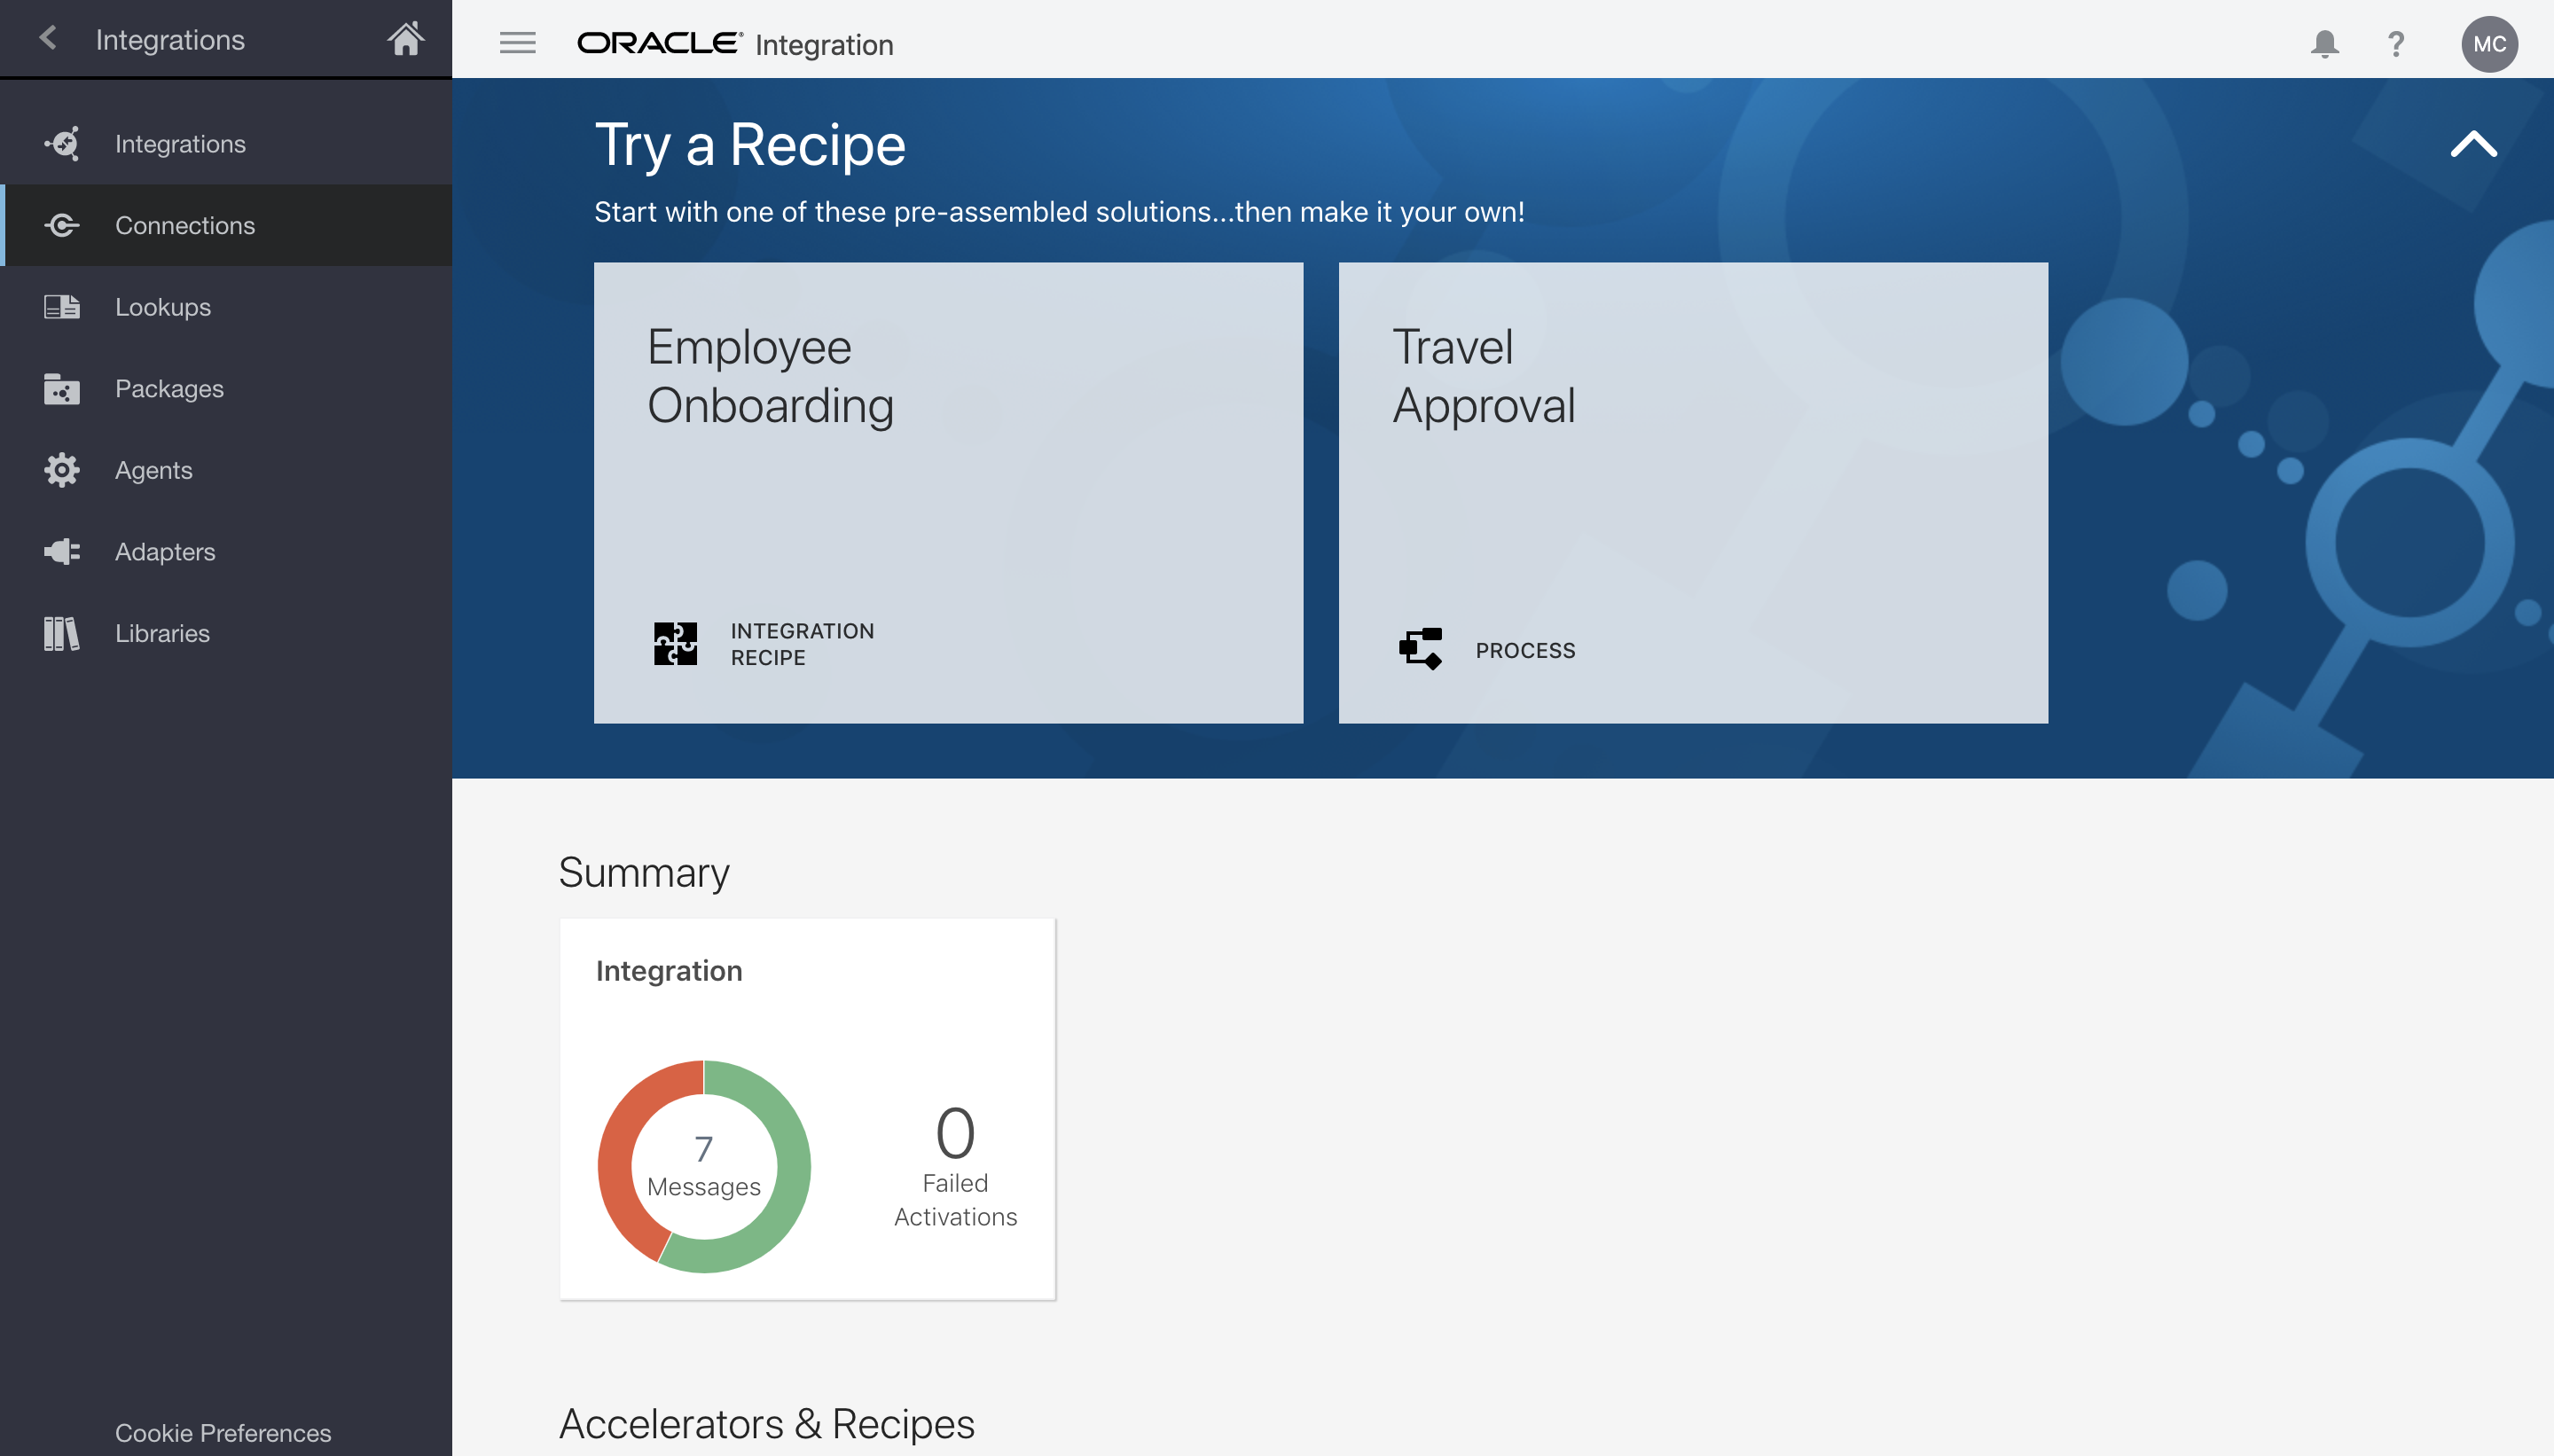 Integrations
Integrations
Connections
Lookups
Packages
Agents
Adapters
Libraries
Cookie Preferences
ORACLE® Integration
?
MC
Try a Recipe
Start with one of these pre-assembled solutions...then make it your own!
Employee
Onboarding
INTEGRATION
RECIPE
Travel
Approval
PROCESS
Summary
Integration
7
Messages
0
Failed
Activations
Accelerators & Recipes